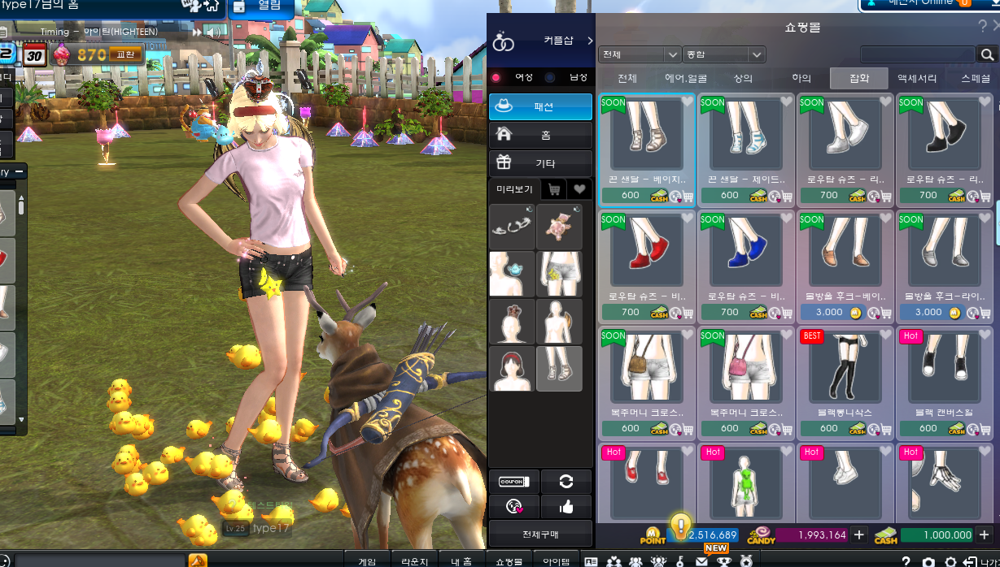 type17님의 홈
열림
Timing - 하이틴(HIGHTEEN)
30
870
교환
ry
테스트
Lv.25 type17
커플샵
여성 남성
패션
홈
기타
미리보기
COUPON
전체구매
쇼핑몰
전체
종합
전체 헤어.얼굴 상의 하의 잡화 액세서리 스페셜
SOON SOON SOON SOON
끈 샌달 - 베이지.. 끈 샌달 - 제이드.. 로우탑 슈즈 - 리.. 로우탑 슈즈 - 리..
600 CASH 600 CASH 700 CASH 700 CASH
SOON SOON SOON SOON
로우탑 슈즈 - 비.. 로우탑 슈즈 - 비.. 물방울 후크-베이.. 물방울 후크-라이..
700 CASH 700 CASH 3,000 3,000
SOON SOON BEST Hot
복주머니 크로스.. 복주머니 크로스.. 블랙롱니삭스 블랙 캔버스힐
600 CASH 600 CASH 600 CASH 600 CASH
Hot Hot Hot Hot
POINT 2,516,689 CANDY 1,993,164 CASH 1,000,000
NEW
게임 라운지 내 홈 쇼핑몰 아이템